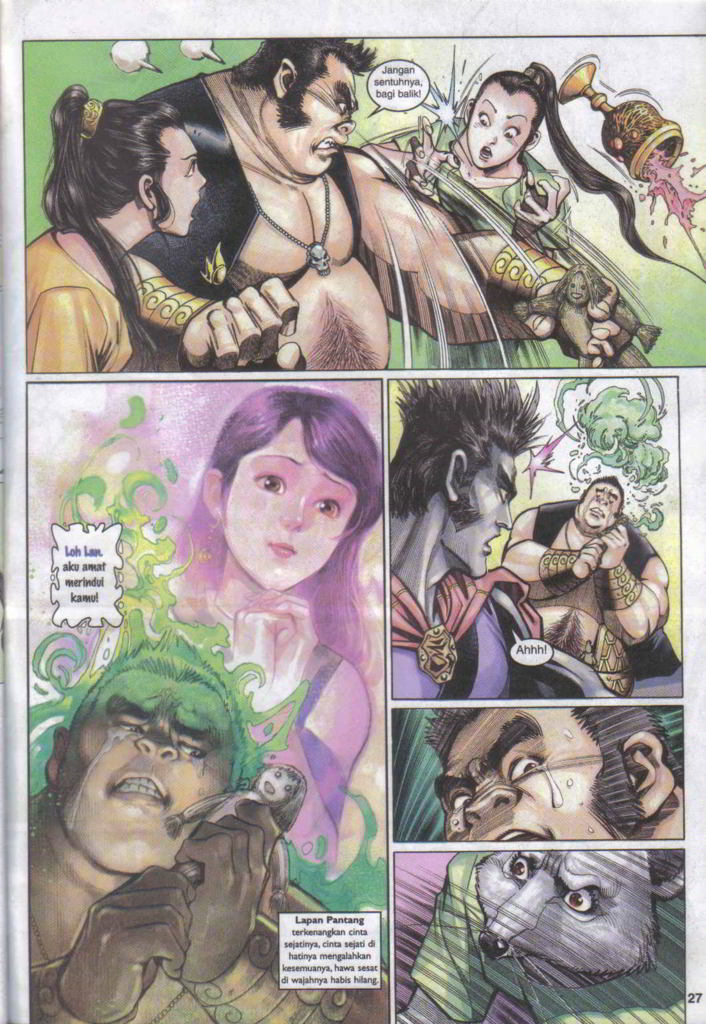 Jangan
sentuhnya,
bagi balik!
Loh Lan.
aku amat
merindui
kamu!
Ahhh!
Lapan Pantang
terkenangkan cinta
sejatinya, cinta sejati di
hatinya mengalahkan
kesemuanya, hawa sesat
di wajahnya habis hilang.
27